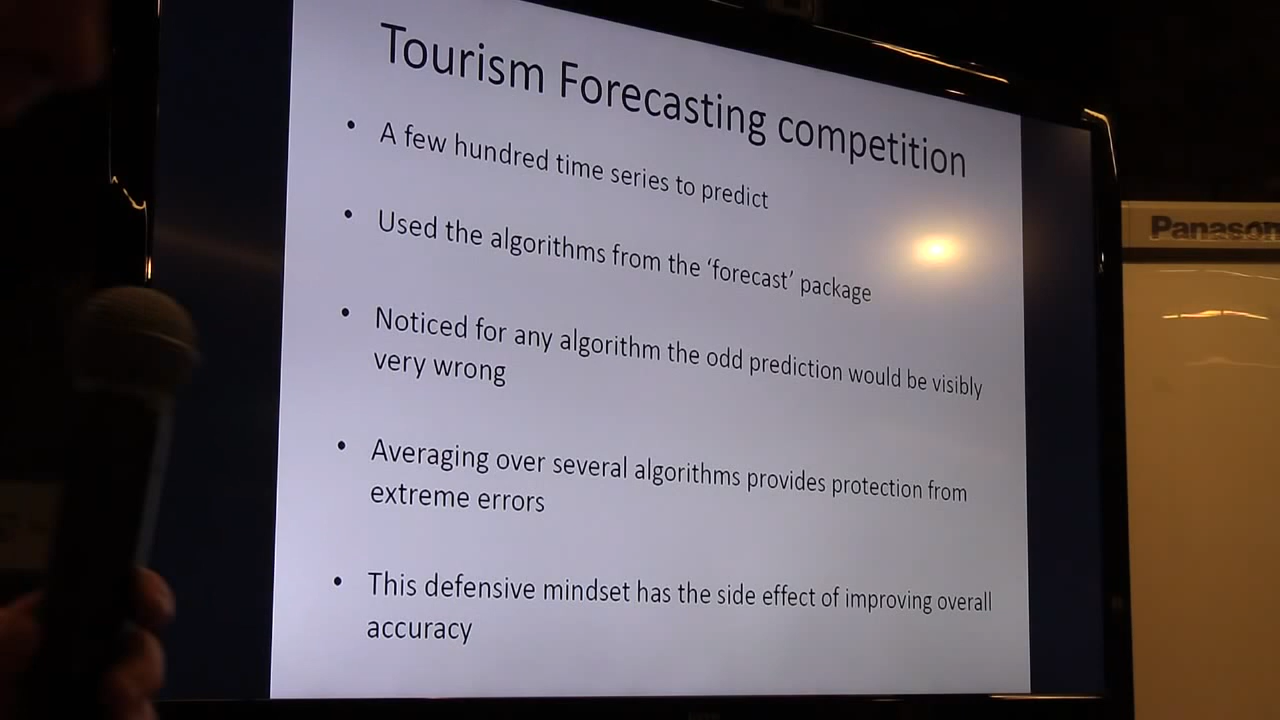 Tourism Forecasting competition
• A few hundred time series to predict
• Used the algorithms from the ‘forecast’ package
• Noticed for any algorithm the odd prediction would be visibly
very wrong
• Averaging over several algorithms provides protection from
extreme errors
• This defensive mindset has the side effect of improving overall
accuracy
Panason